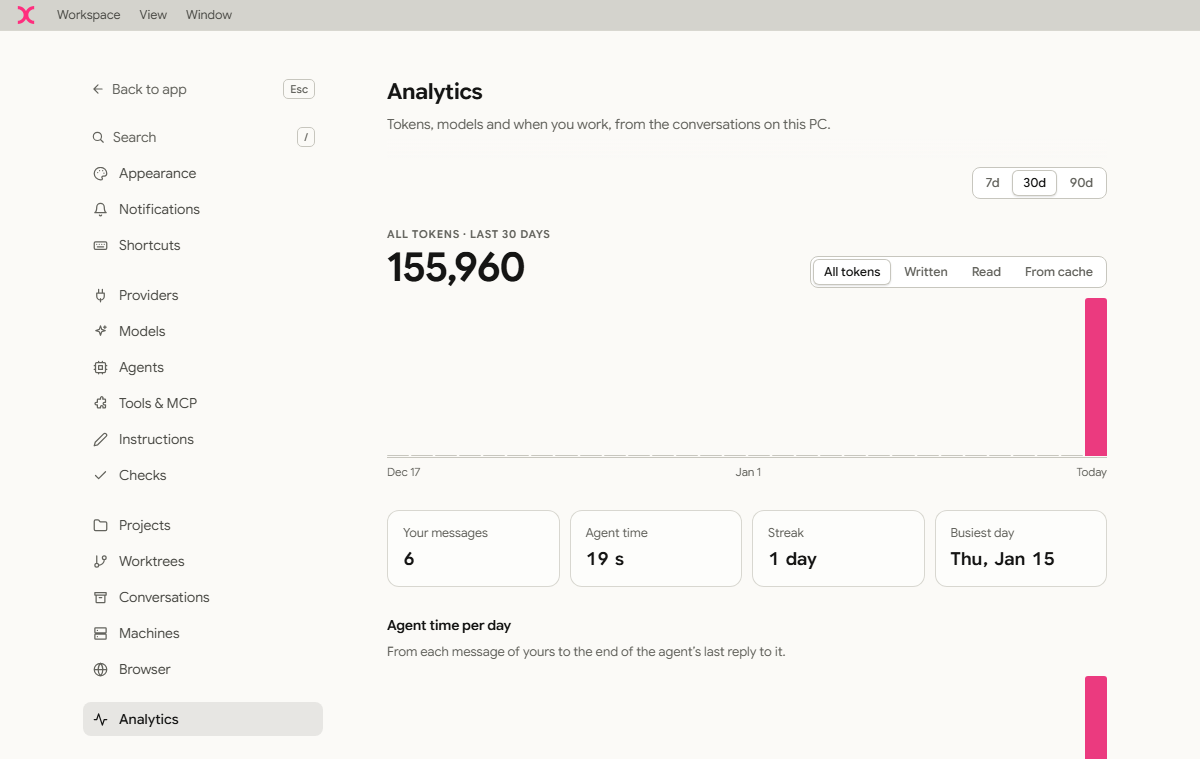 Workspace View Window
Back to app Esc
Search /
Appearance
Notifications
Shortcuts
Providers
Models
Agents
Tools & MCP
Instructions
Checks
Projects
Worktrees
Conversations
Machines
Browser
Analytics
Analytics
Tokens, models and when you work, from the conversations on this PC.
7d 30d 90d
ALL TOKENS · LAST 30 DAYS
155,960
All tokens Written Read From cache
Dec 17 Jan 1 Today
Your messages
6
Agent time
19 s
Streak
1 day
Busiest day
Thu, Jan 15
Agent time per day
From each message of yours to the end of the agent's last reply to it.